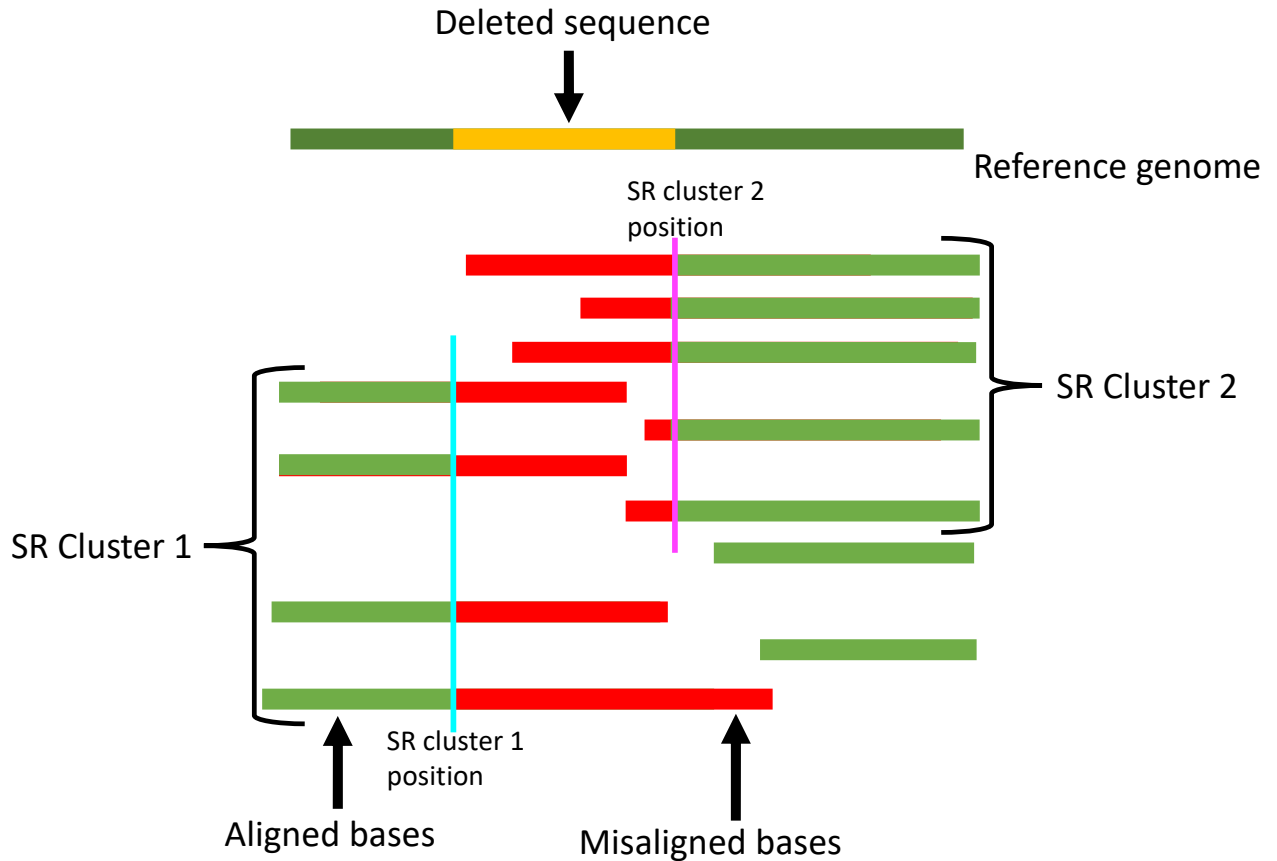 Deleted sequence
Reference genome
SR cluster 2
position
SR Cluster 2
SR Cluster 1
SR cluster 1
position
Aligned bases
Misaligned bases